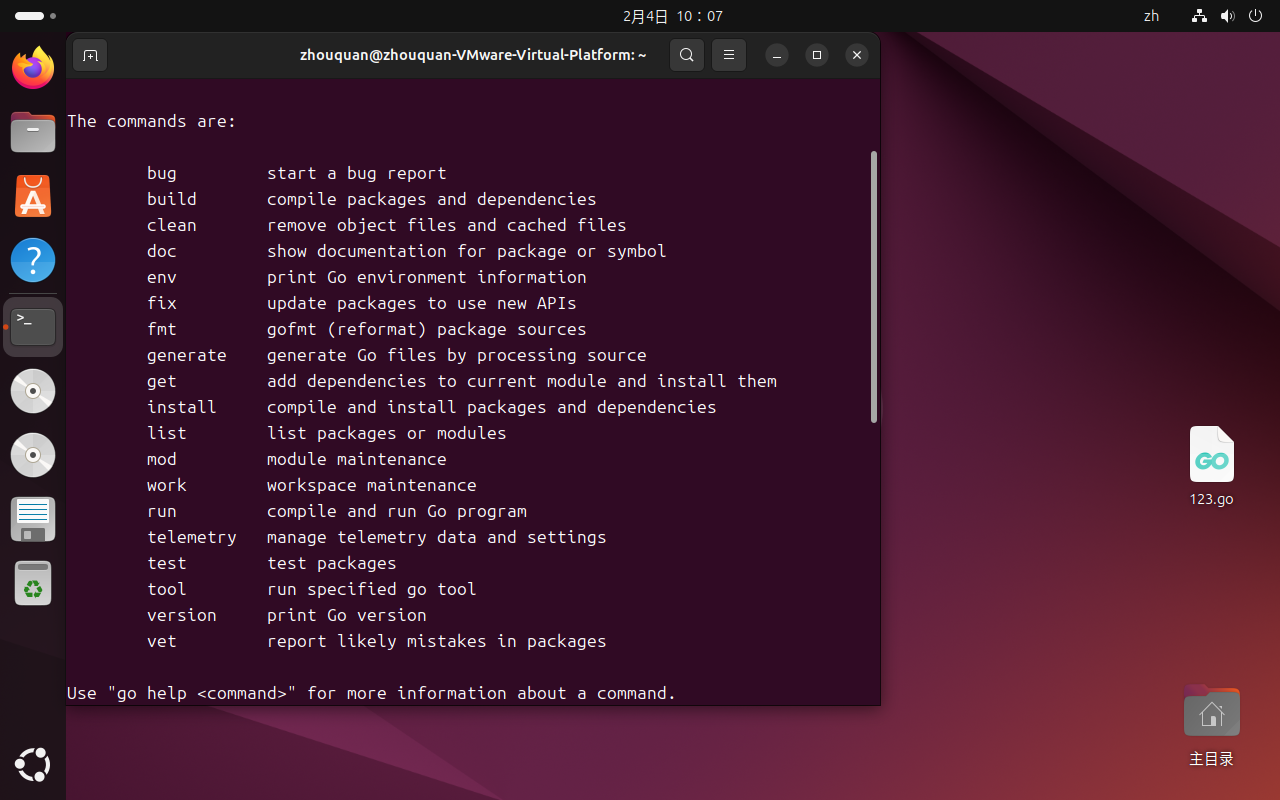 2月4日 10：07
zh
zhouquan@zhouquan-VMware-Virtual-Platform: ~
The commands are:
bug start a bug report
build compile packages and dependencies
clean remove object files and cached files
doc show documentation for package or symbol
env print Go environment information
fix update packages to use new APIs
fmt gofmt (reformat) package sources
generate generate Go files by processing source
get add dependencies to current module and install them
install compile and install packages and dependencies
list list packages or modules
mod module maintenance
work workspace maintenance
run compile and run Go program
telemetry manage telemetry data and settings
test test packages
tool run specified go tool
version print Go version
vet report likely mistakes in packages
Use "go help <command>" for more information about a command.
GO
123.go
主目录